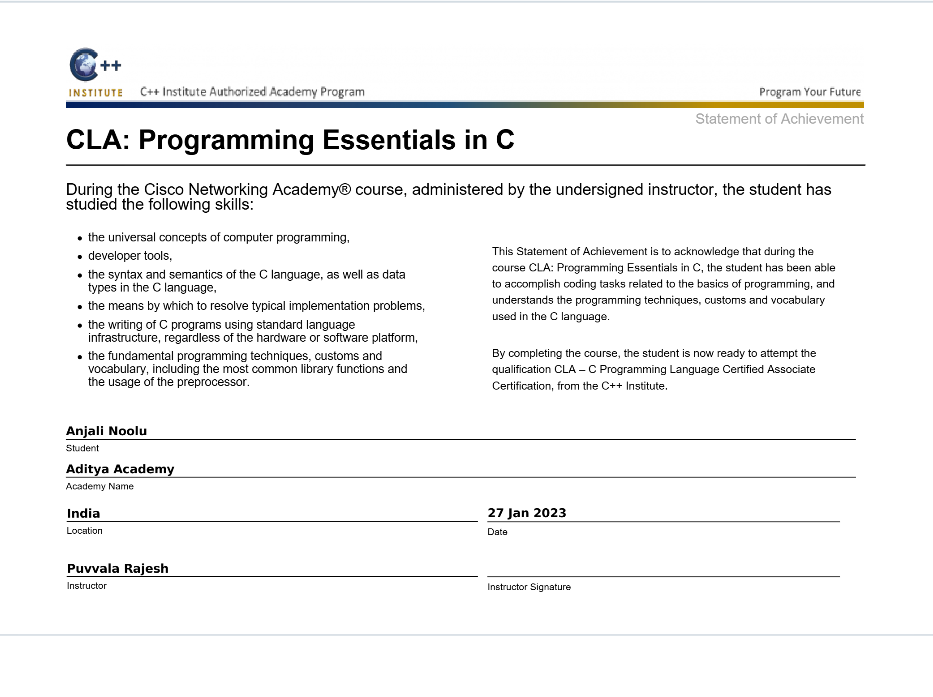 C++
INSTITUTE
C++ Institute Authorized Academy Program
Program Your Future
Statement of Achievement
CLA: Programming Essentials in C
During the Cisco Networking Academy® course, administered by the undersigned instructor, the student has
studied the following skills:
• the universal concepts of computer programming,
• developer tools,
• the syntax and semantics of the C language, as well as data
types in the C language,
• the means by which to resolve typical implementation problems,
• the writing of C programs using standard language
infrastructure, regardless of the hardware or software platform,
• the fundamental programming techniques, customs and
vocabulary, including the most common library functions and
the usage of the preprocessor.
This Statement of Achievement is to acknowledge that during the
course CLA: Programming Essentials in C, the student has been able
to accomplish coding tasks related to the basics of programming, and
understands the programming techniques, customs and vocabulary
used in the C language.
By completing the course, the student is now ready to attempt the
qualification CLA – C Programming Language Certified Associate
Certification, from the C++ Institute.
Anjali Noolu
Student
Aditya Academy
Academy Name
India
Location
27 Jan 2023
Date
Puvvala Rajesh
Instructor
Instructor Signature